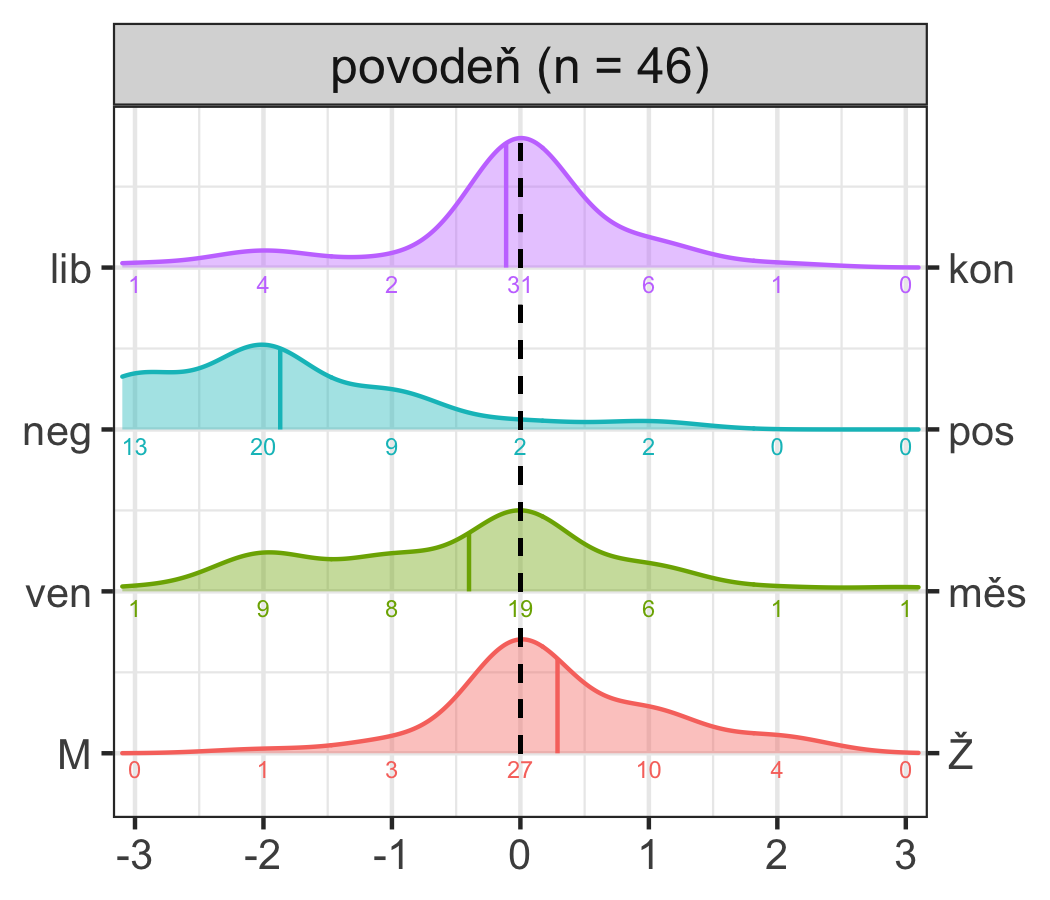 povodeň (n = 46)
lib kon
1 4 2 31 6 1 0
neg pos
13 20 9 2 2 0 0
ven měs
1 9 8 19 6 1 1
M Ž
0 1 3 27 10 4 0
-3 -2 -1 0 1 2 3